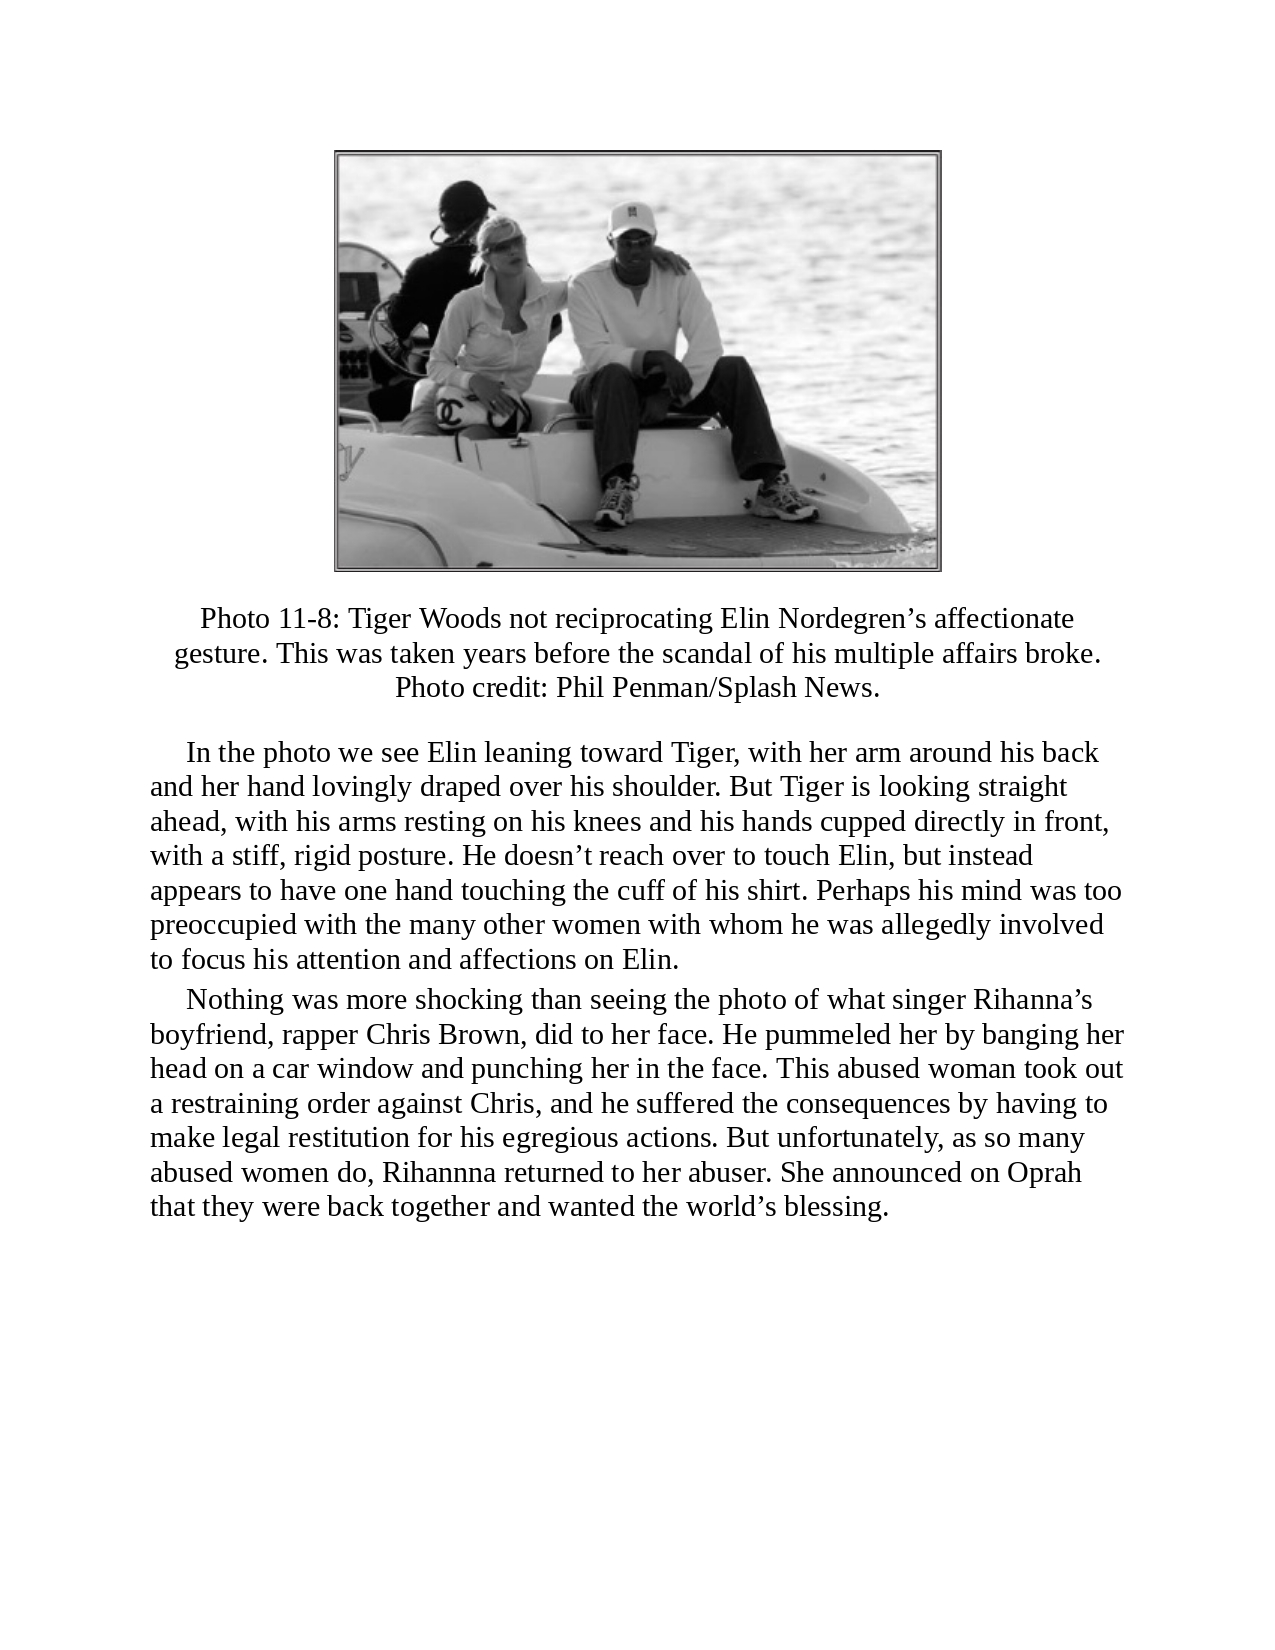 Photo 11-8: Tiger Woods not reciprocating Elin Nordegren’s affectionate
gesture. This was taken years before the scandal of his multiple affairs broke.
Photo credit: Phil Penman/Splash News.
In the photo we see Elin leaning toward Tiger, with her arm around his back
and her hand lovingly draped over his shoulder. But Tiger is looking straight
ahead, with his arms resting on his knees and his hands cupped directly in front,
with a stiff, rigid posture. He doesn’t reach over to touch Elin, but instead
appears to have one hand touching the cuff of his shirt. Perhaps his mind was too
preoccupied with the many other women with whom he was allegedly involved
to focus his attention and affections on Elin.
Nothing was more shocking than seeing the photo of what singer Rihanna’s
boyfriend, rapper Chris Brown, did to her face. He pummeled her by banging her
head on a car window and punching her in the face. This abused woman took out
a restraining order against Chris, and he suffered the consequences by having to
make legal restitution for his egregious actions. But unfortunately, as so many
abused women do, Rihannna returned to her abuser. She announced on Oprah
that they were back together and wanted the world’s blessing.